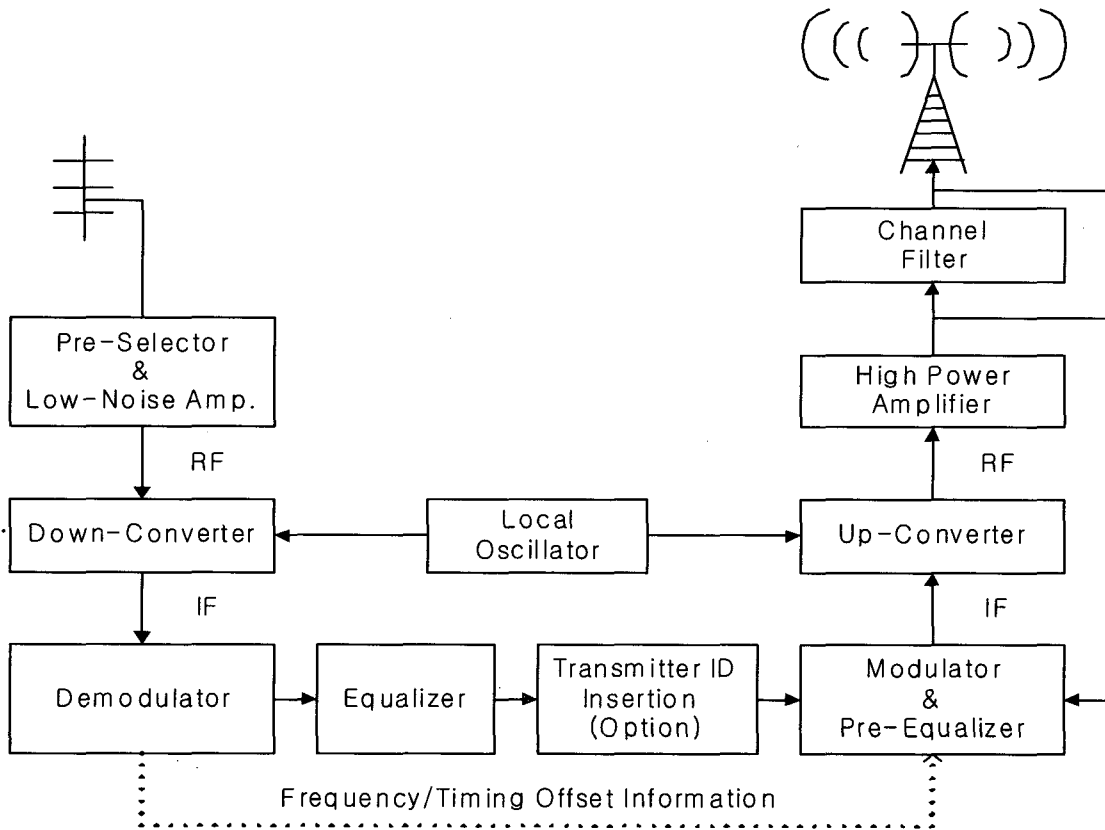 Channel
Filter
Pre-Selector
&
Low-Noise Amp.
High Power
Amplifier
RF
RF
Down-Converter
Local
Oscillator
Up-Converter
IF
IF
Demodulator
Equalizer
Transmitter ID
Insertion
(Option)
Modulator
&
Pre-Equalizer
Frequency/Timing Offset Information